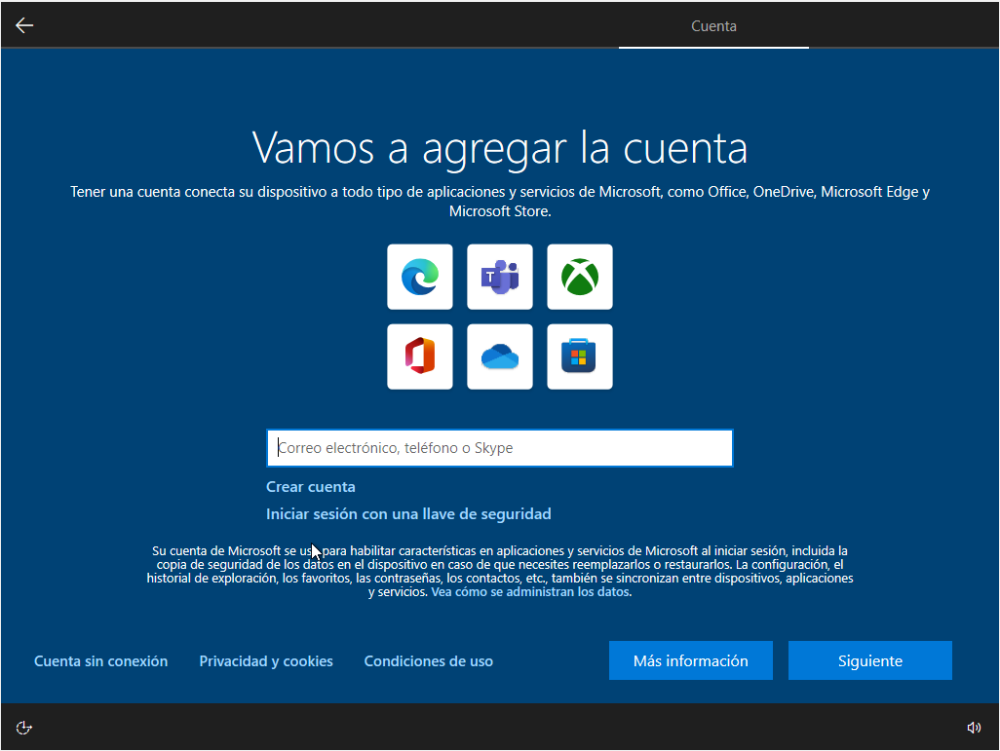 Cuenta
Vamos a agregar la cuenta
Tener una cuenta conecta su dispositivo a todo tipo de aplicaciones y servicios de Microsoft, como Office, OneDrive, Microsoft Edge y
Microsoft Store.
Correo electrónico, teléfono o Skype
Crear cuenta
Iniciar sesión con una llave de seguridad
Su cuenta de Microsoft se usa para habilitar características en aplicaciones y servicios de Microsoft al iniciar sesión, incluida la
copia de seguridad de los datos en el dispositivo en caso de que necesites reemplazarlos o restaurarlos. La configuración, el
historial de exploración, los favoritos, las contraseñas, los contactos, etc., también se sincronizan entre dispositivos, aplicaciones
y servicios. Vea cómo se administran los datos.
Cuenta sin conexión
Privacidad y cookies
Condiciones de uso
Más información
Siguiente